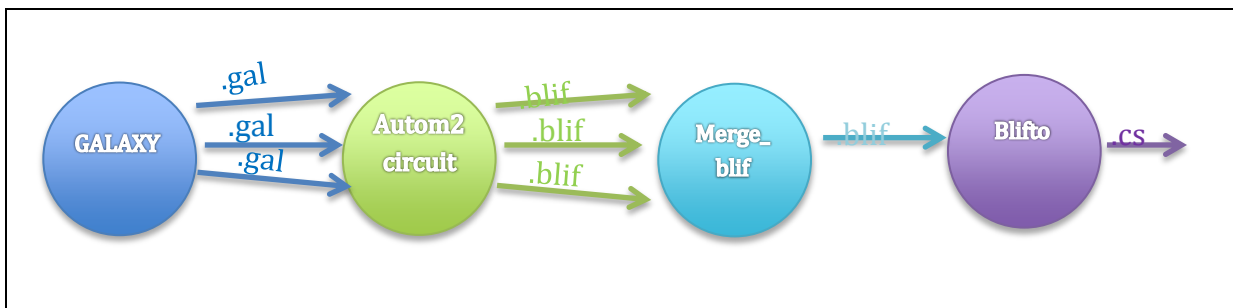 GALAXY
.gal
.gal
.gal
Autom2
circuit
.blif
.blif
.blif
Merge_
blif
.blif
Blifto
.cs